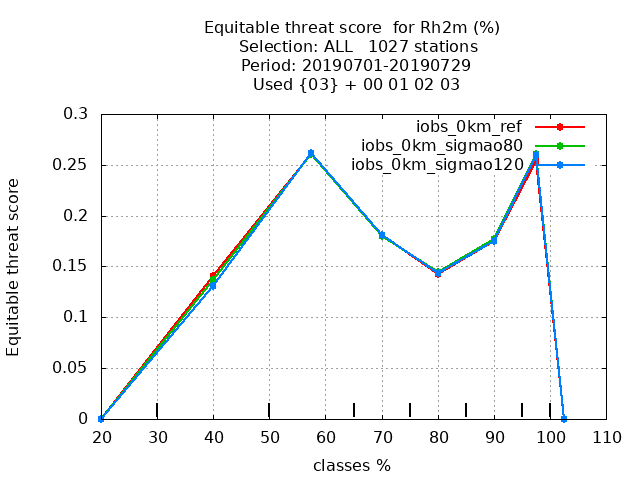 Equitable threat score  for Rh2m (%)
Selection: ALL   1027 stations
Period: 20190701-20190729
Used {03} + 00 01 02 03
iobs_0km_ref
iobs_0km_sigmao80
iobs_0km_sigmao120
Equitable threat score
0.3
0.25
0.2
0.15
0.1
0.05
0
20 30 40 50 60 70 80 90 100 110
classes %